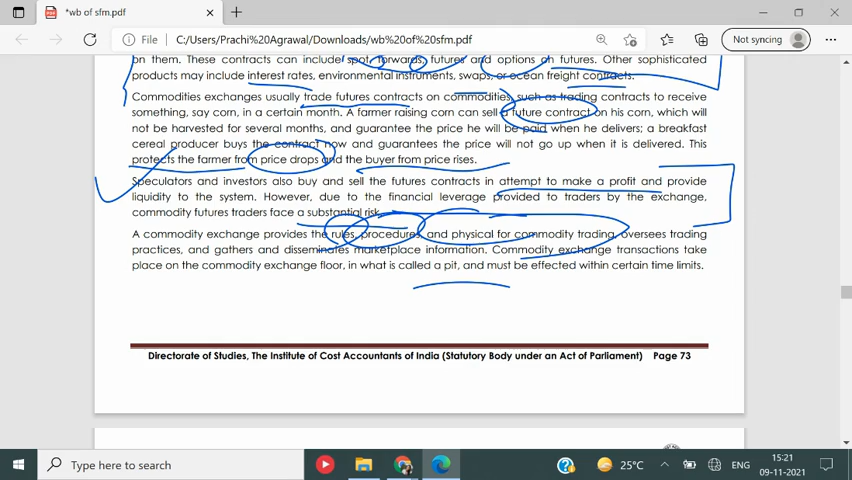 *wb of sfm.pdf
File
C:/Users/Prachi%20Agrawal/Downloads/wb%20of%20sfm.pdf
Not syncing
on them. These contracts can include spot, forwards, futures and options on futures. Other sophisticated
products may include interest rates, environmental instruments, swaps, or ocean freight contracts.
Commodities exchanges usually trade futures contracts on commodities, such as trading contracts to receive
something, say corn, in a certain month. A farmer raising corn can sell a future contract on his corn, which will
not be harvested for several months, and guarantee the price he will be paid when he delivers; a breakfast
cereal producer buys the contract now and guarantees the price will not go up when it is delivered. This
protects the farmer from price drops and the buyer from price rises.
Speculators and investors also buy and sell the futures contracts in attempt to make a profit and provide
liquidity to the system. However, due to the financial leverage provided to traders by the exchange,
commodity futures traders face a substantial risk.
A commodity exchange provides the rules, procedures, and physical for commodity trading, oversees trading
practices, and gathers and disseminates marketplace information. Commodity exchange transactions take
place on the commodity exchange floor, in what is called a pit, and must be effected within certain time limits.
Directorate of Studies, The Institute of Cost Accountants of India (Statutory Body under an Act of Parliament) Page 73
Type here to search
25°C
ENG
15:21
09-11-2021